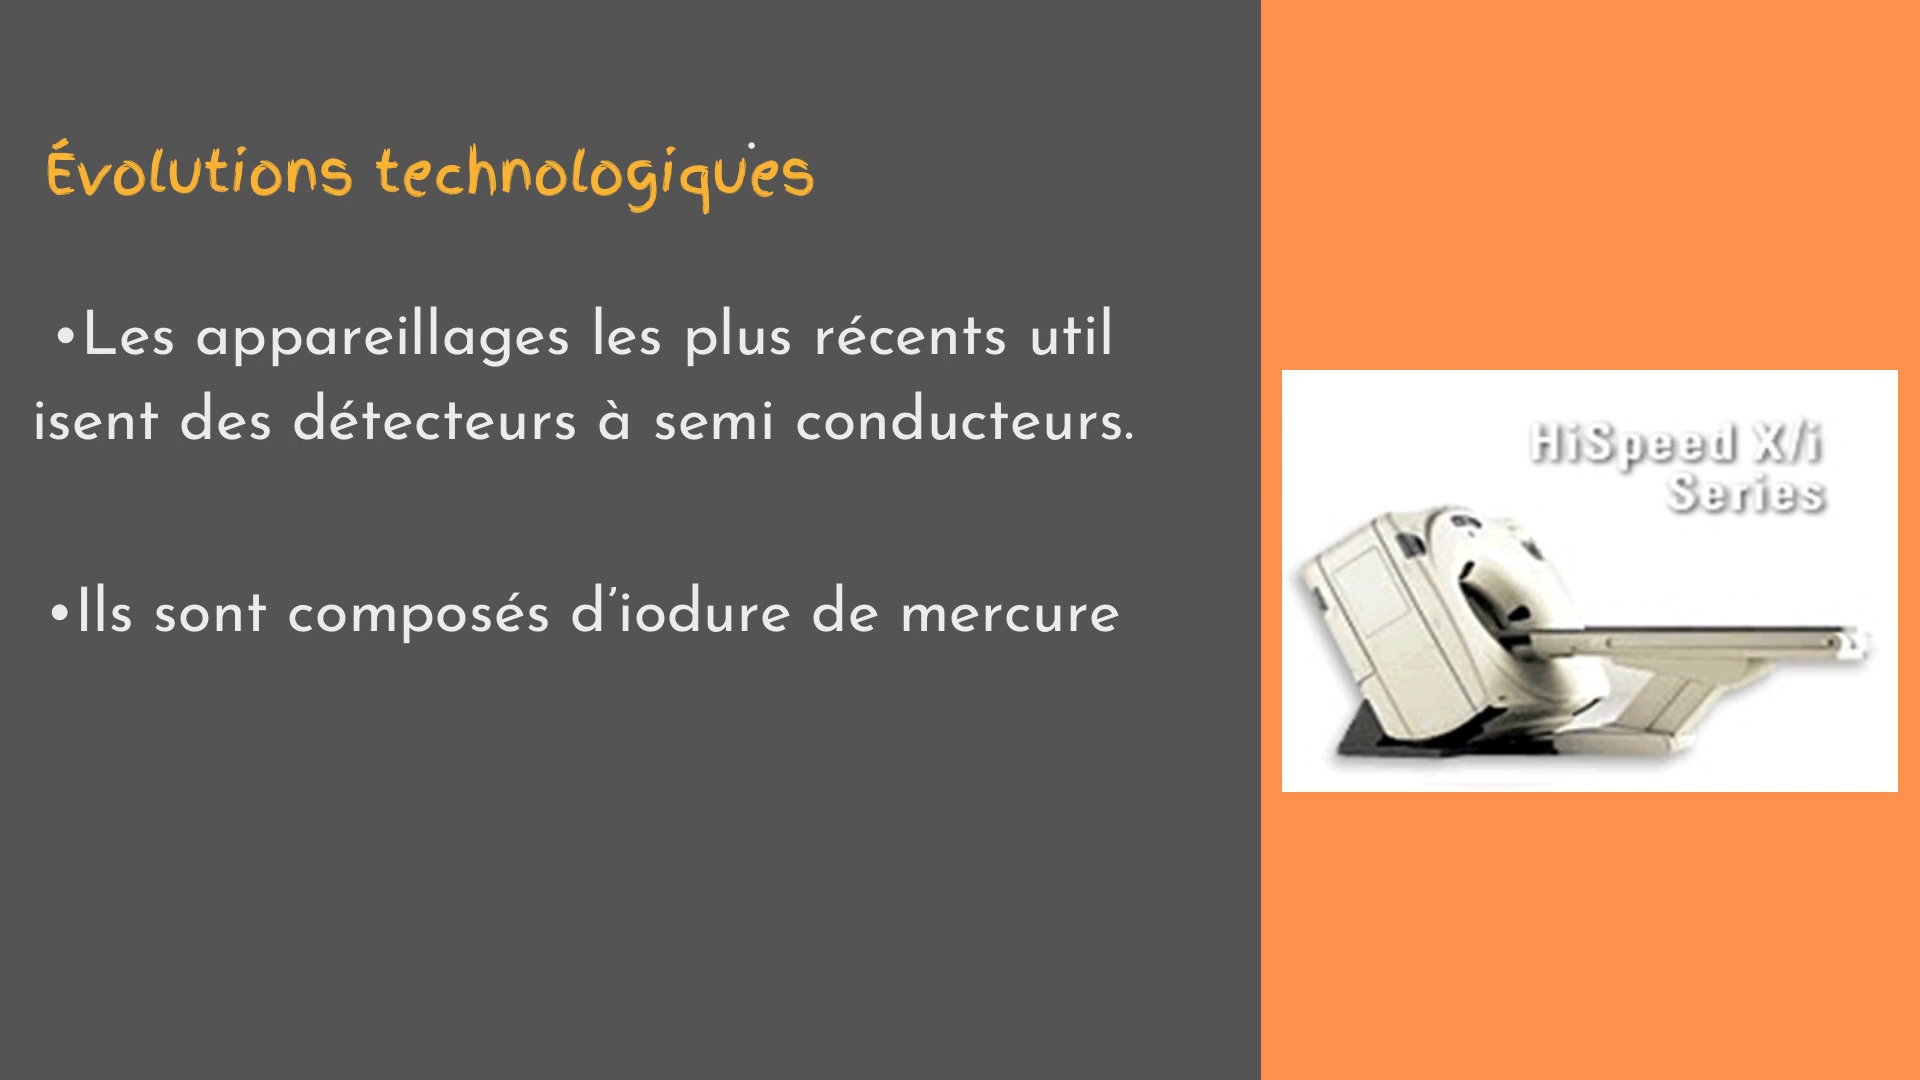 Évolutions technologiques
•Les appareillages les plus récents util
isent des détecteurs à semi conducteurs.
•Ils sont composés d’iodure de mercure
HiSpeed X/i
Series